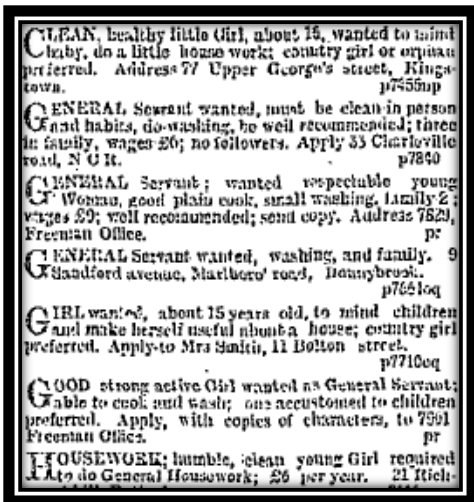 CLEAN, healthy little Girl, about 15, wanted to mind
baby, do a little house work; country girl or orphan
preferred. Address 77 Upper George's street, Kings-
town.
GENERAL Servant wanted, must be clean in person
and habits, do washing, be well recommended; three
in family, wages £6; no followers. Apply 33 Charleville
road, N C R. p7840
GENERAL Servant; wanted respectable young
Woman, good plain cook, small washing, family 2;
wages £9; well recommended; send copy. Address 7829,
Freeman Office. pr
GENERAL Servant wanted, washing, and family. 9
Sandford avenue, Marlboro' road, Donnybrook.
GIRL wanted, about 15 years old, to mind children
and make herself useful about a house; country girl
preferred. Apply to Mrs Smith, 11 Bolton street.
GOOD strong active Girl wanted as General Servant;
able to cook and wash; one accustomed to children
preferred. Apply, with copies of characters, to
Freeman Office. pr
HOUSEWORK; humble, clean young Girl required
to do General Housework; £6 per year. 21 Rich-